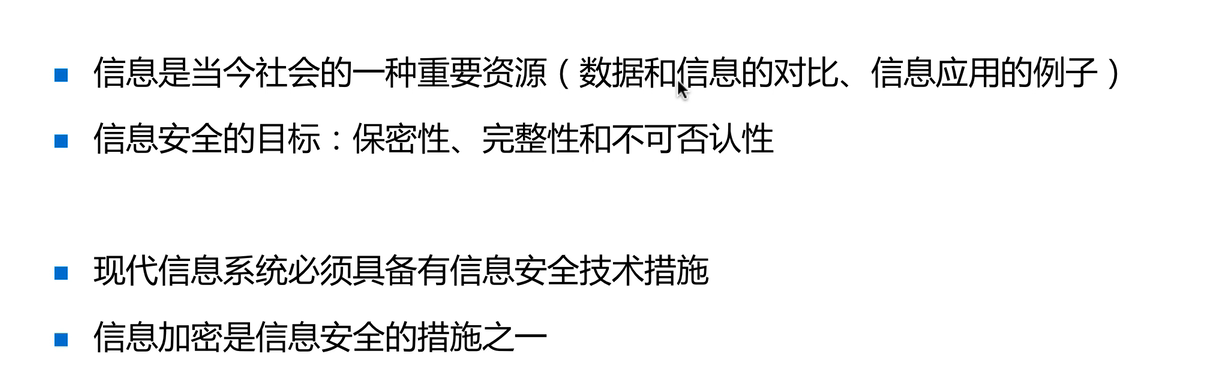 ■ 信息是当今社会的一种重要资源（数据和信息的对比、信息应用的例子）
■ 信息安全的目标：保密性、完整性和不可否认性
■ 现代信息系统必须具备有信息安全技术措施
■ 信息加密是信息安全的措施之一